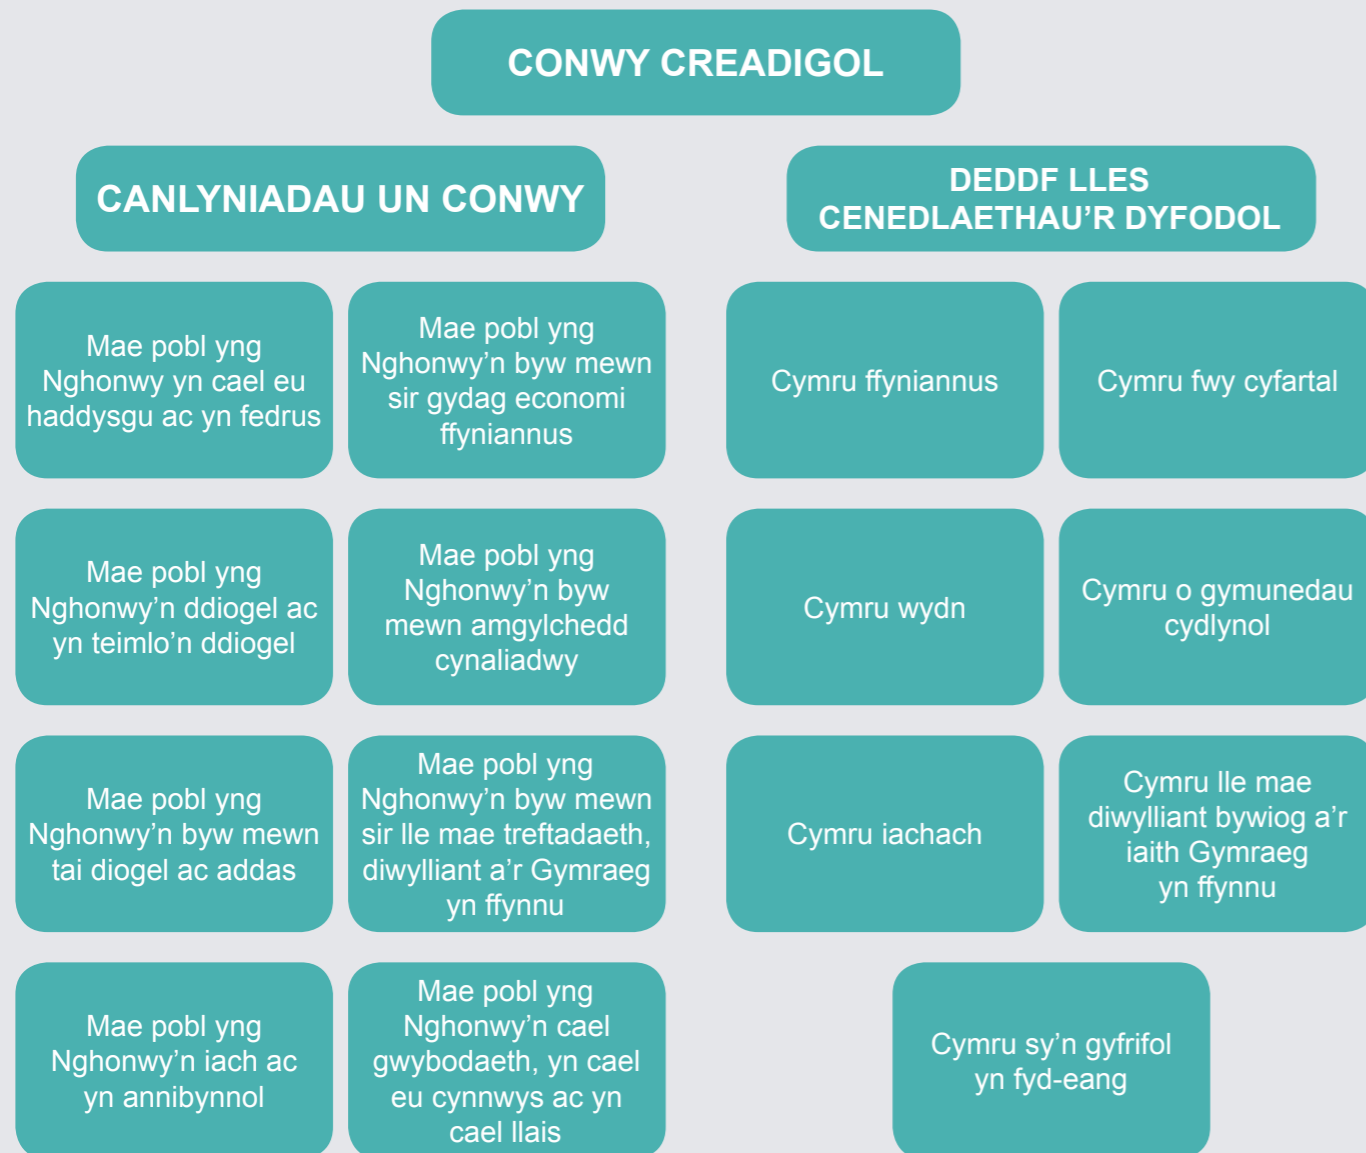 CONWY CREADIGOL
CANLYNIADAU UN CONWY
Mae pobl yng
Nghonwy yn cael eu
haddysgu ac yn fedrus
Mae pobl yng
Nghonwy’n byw mewn
sir gydag economi
ffyniannus
Mae pobl yng
Nghonwy’n ddiogel ac
yn teimlo’n ddiogel
Mae pobl yng
Nghonwy’n byw
mewn amgylchedd
cynaliadwy
Mae pobl yng
Nghonwy’n byw mewn
tai diogel ac addas
Mae pobl yng
Nghonwy’n byw mewn
sir lle mae treftadaeth,
diwylliant a’r Gymraeg
yn ffynnu
Mae pobl yng
Nghonwy’n iach ac
yn annibynnol
Mae pobl yng
Nghonwy’n cael
gwybodaeth, yn cael
eu cynnwys ac yn
cael llais
DEDDF LLES
CENEDLAETHAU’R DYFODOL
Cymru ffyniannus
Cymru fwy cyfartal
Cymru wydn
Cymru o gymunedau
cydlynol
Cymru iachach
Cymru lle mae
diwylliant bywiog a’r
iaith Gymraeg
yn ffynnu
Cymru sy’n gyfrifol
yn fyd-eang